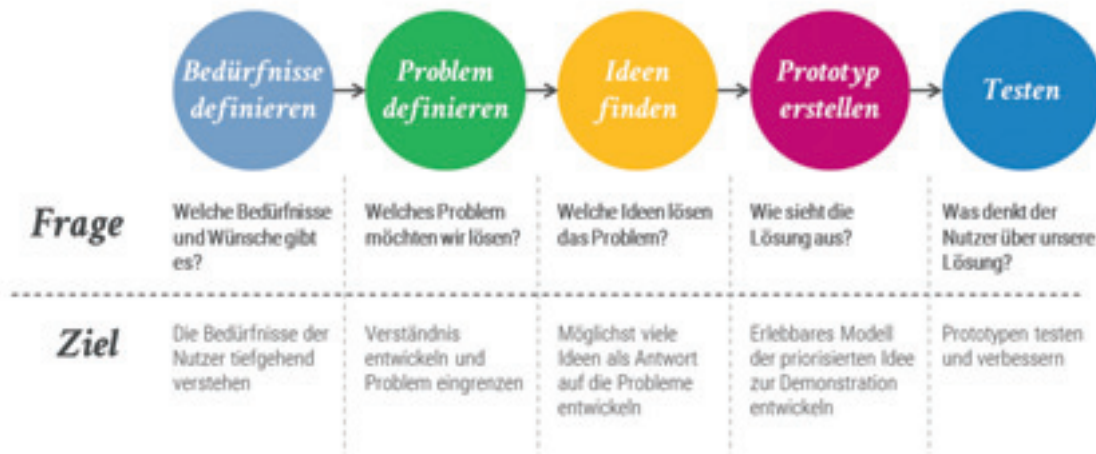 Bedürfnisse
definieren
Problem
definieren
Ideen
finden
Prototyp
erstellen
Testen
Frage
Welche Bedürfnisse
und Wünsche gibt
es?
Welches Problem
möchten wir lösen?
Welche Ideen lösen
das Problem?
Wie sieht die
Lösung aus?
Was denkt der
Nutzer über unsere
Lösung?
Ziel
Die Bedürfnisse der
Nutzer tiefgehend
verstehen
Verständnis
entwickeln und
Problem eingrenzen
Möglichst viele
Ideen als Antwort
auf die Probleme
entwickeln
Erlebbares Modell
der priorisierten Idee
zur Demonstration
entwickeln
Prototypen testen
und verbessern